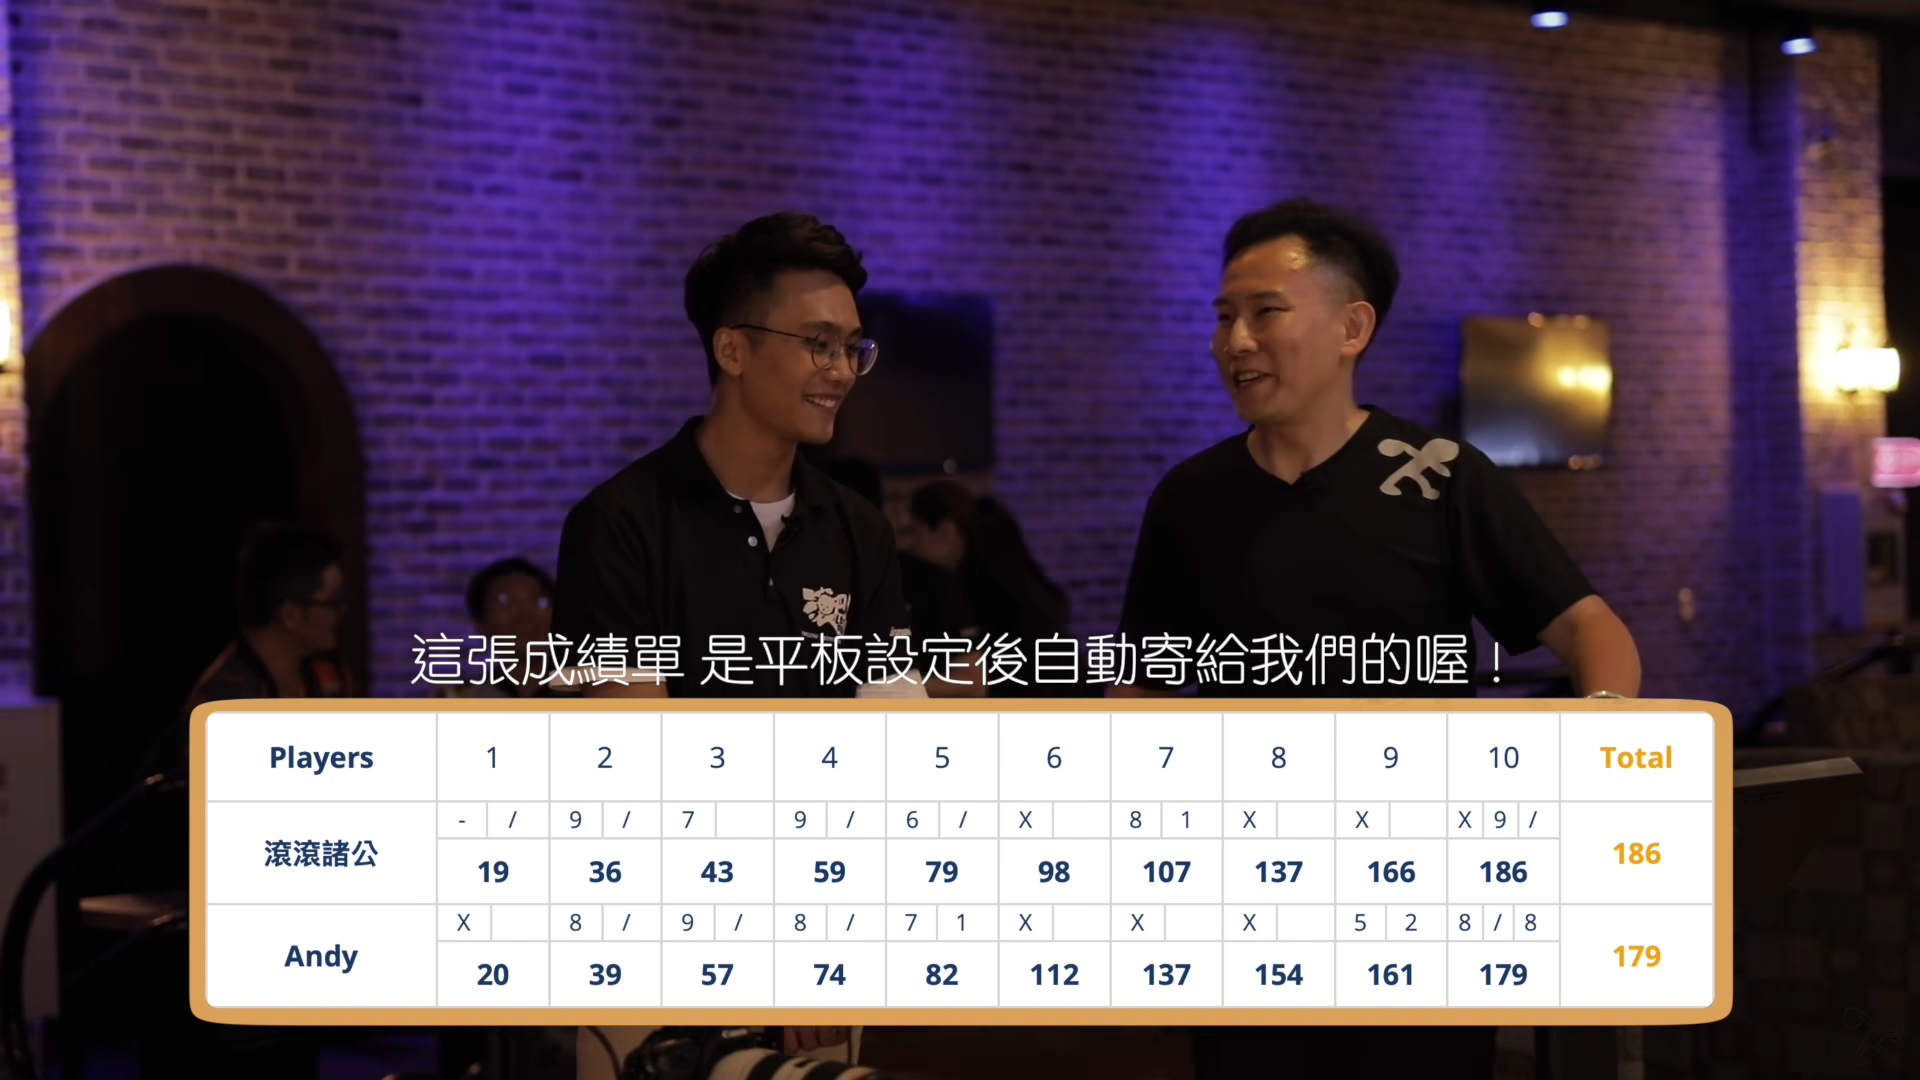 這張成績單 是平板設定後自動寄給我們的喔！
Players 1 2 3 4 5 6 7 8 9 10 Total
- / 9 / 7 9 / 6 / X 8 1 X X X 9 /
滾滾諸公 19 36 43 59 79 98 107 137 166 186 186
X 8 / 9 / 8 / 7 1 X X X 5 2 8 / 8
Andy 20 39 57 74 82 112 137 154 161 179 179